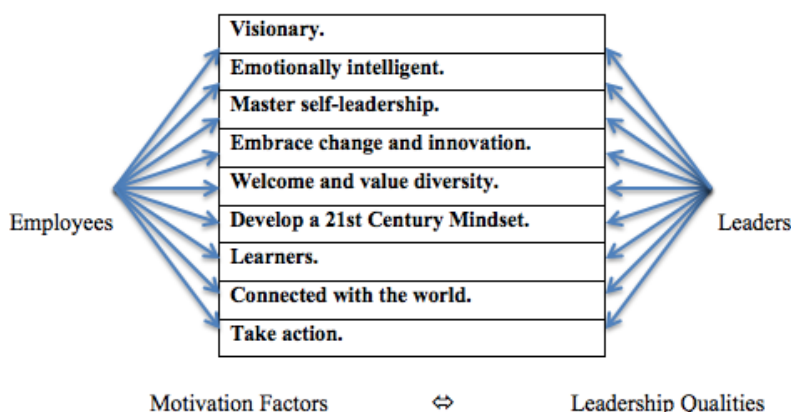 Visionary.
Emotionally intelligent.
Master self-leadership.
Embrace change and innovation.
Welcome and value diversity.
Employees
Develop a 21st Century Mindset.
Leaders
Learners.
Connected with the world.
Take action.
Motivation Factors ⇔ Leadership Qualities